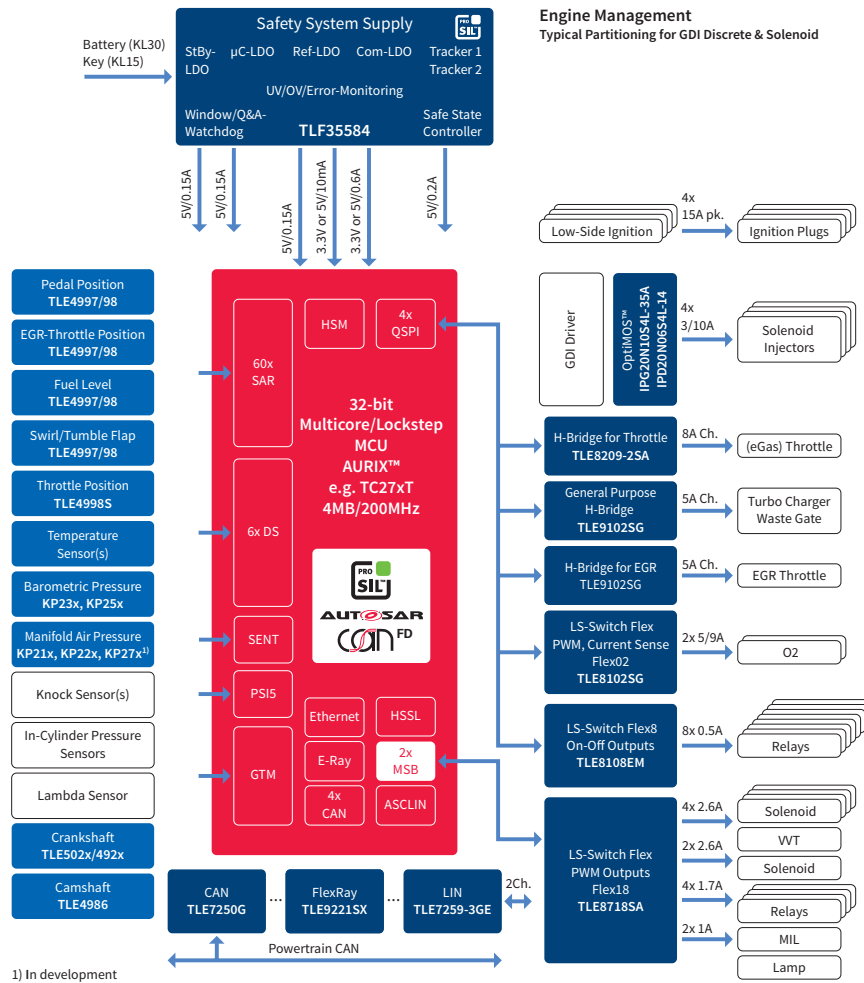 Engine Management
Typical Partitioning for GDI Discrete & Solenoid
Battery (KL30)
Key (KL15)
Safety System Supply
PRO
SIL
StBy-
LDO
µC-LDO
Ref-LDO
Com-LDO
Tracker 1
Tracker 2
UV/OV/Error-Monitoring
Window/Q&A-
Watchdog
TLF35584
Safe State
Controller
5V/0.15A
5V/0.15A
5V/0.15A
3.3V or 5V/10mA
3.3V or 5V/0.6A
5V/0.2A
Pedal Position
TLE4997/98
EGR-Throttle Position
TLE4997/98
Fuel Level
TLE4997/98
Swirl/Tumble Flap
TLE4997/98
Throttle Position
TLE4998S
Temperature
Sensor(s)
Barometric Pressure
KP23x, KP25x
Manifold Air Pressure
KP21x, KP22x, KP27x1)
Knock Sensor(s)
In-Cylinder Pressure
Sensors
Lambda Sensor
Crankshaft
TLE502x/492x
Camshaft
TLE4986
60x
SAR
HSM
4x
QSPI
32-bit
Multicore/Lockstep
MCU
AURIX™
e.g. TC27xT
4MB/200MHz
6x DS
PRO
SIL
AUTOSAR
CAN FD
SENT
PSI5
GTM
Ethernet
HSSL
E-Ray
2x
MSB
4x
CAN
ASCLIN
CAN
TLE7250G
...
FlexRay
TLE9221SX
...
LIN
TLE7259-3GE
2Ch.
Powertrain CAN
Low-Side Ignition
4x
15A pk.
Ignition Plugs
GDI Driver
OptiMOS™
IPG20N10S4L-35A
IPD20N06S4L-14
4x
3/10A
Solenoid
Injectors
H-Bridge for Throttle
TLE8209-2SA
8A Ch.
(eGas) Throttle
General Purpose
H-Bridge
TLE9102SG
5A Ch.
Turbo Charger
Waste Gate
H-Bridge for EGR
TLE9102SG
5A Ch.
EGR Throttle
LS-Switch Flex
PWM, Current Sense
Flex02
TLE8102SG
2x 5/9A
O2
LS-Switch Flex8
On-Off Outputs
TLE8108EM
8x 0.5A
Relays
LS-Switch Flex
PWM Outputs
Flex18
TLE8718SA
4x 2.6A
Solenoid
VVT
2x 2.6A
Solenoid
4x 1.7A
Relays
2x 1A
MIL
Lamp
1) In development